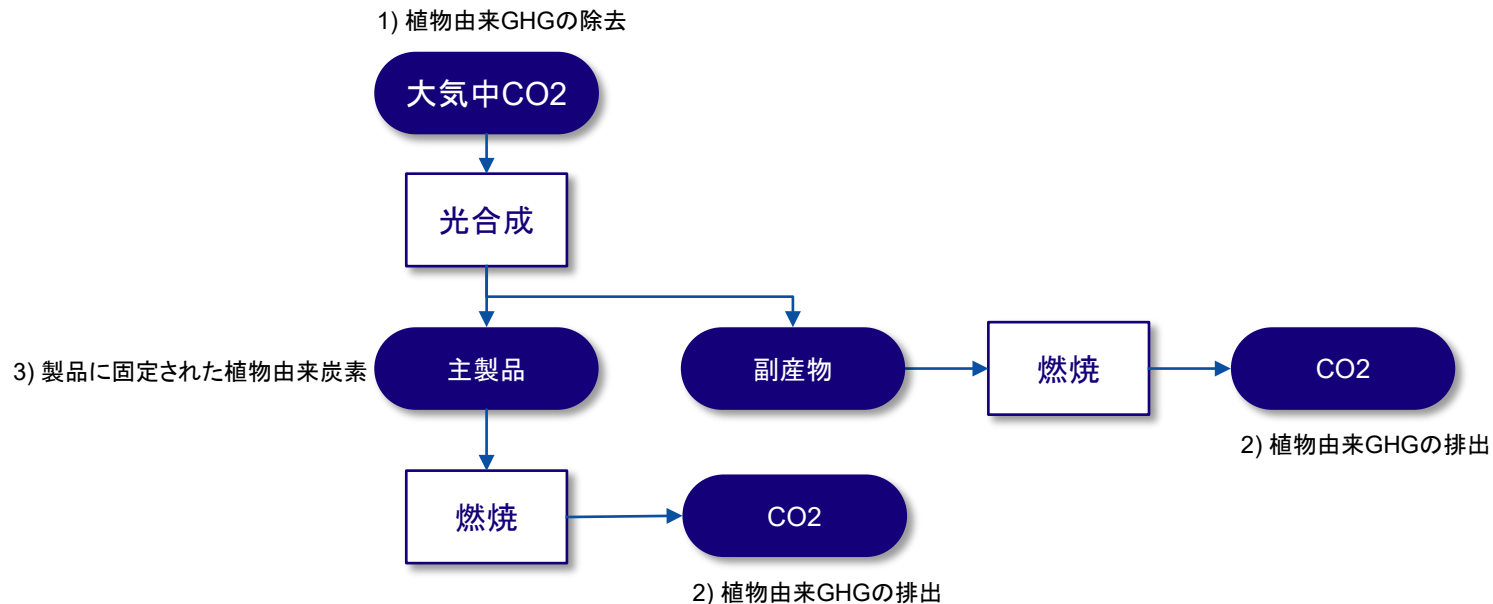 1) 植物由来GHGの除去
大気中CO2
光合成
3) 製品に固定された植物由来炭素
主製品
副産物
燃焼
CO2
2) 植物由来GHGの排出
燃焼
CO2
2) 植物由来GHGの排出